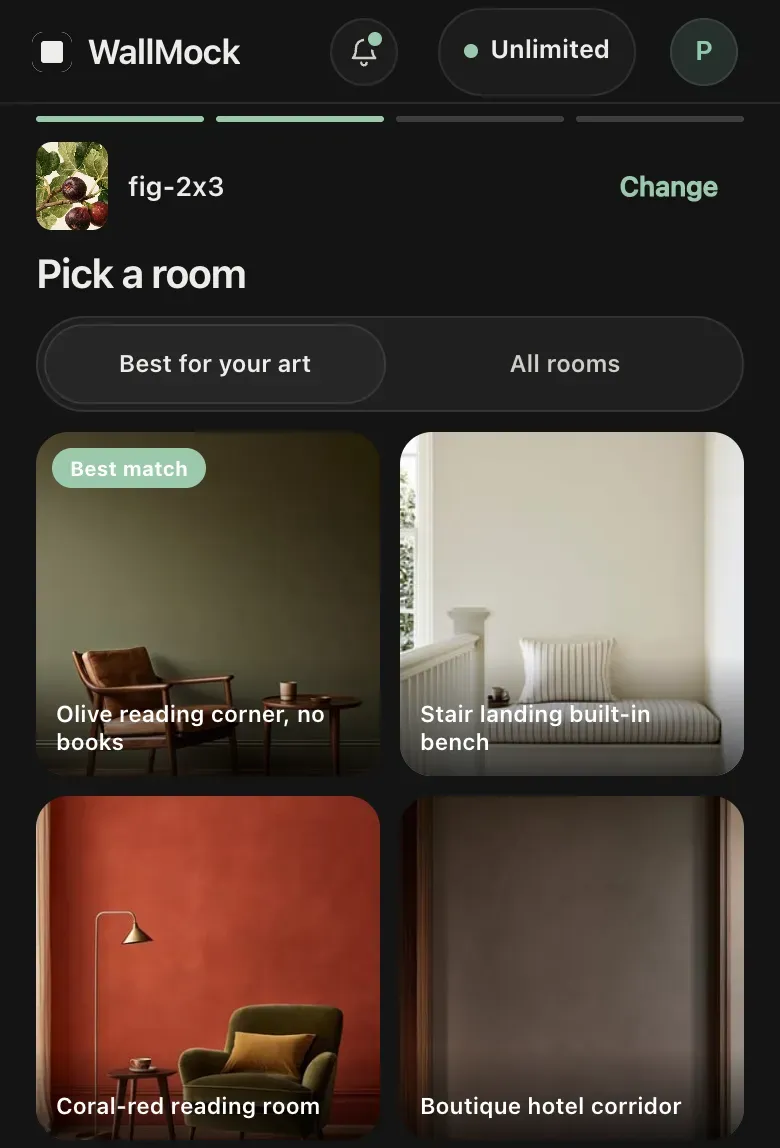 WallMock
Unlimited
P
fig-2x3
Change
Pick a room
Best for your art
All rooms
Best match
Olive reading corner, no
books
Stair landing built-in
bench
Coral-red reading room
Boutique hotel corridor